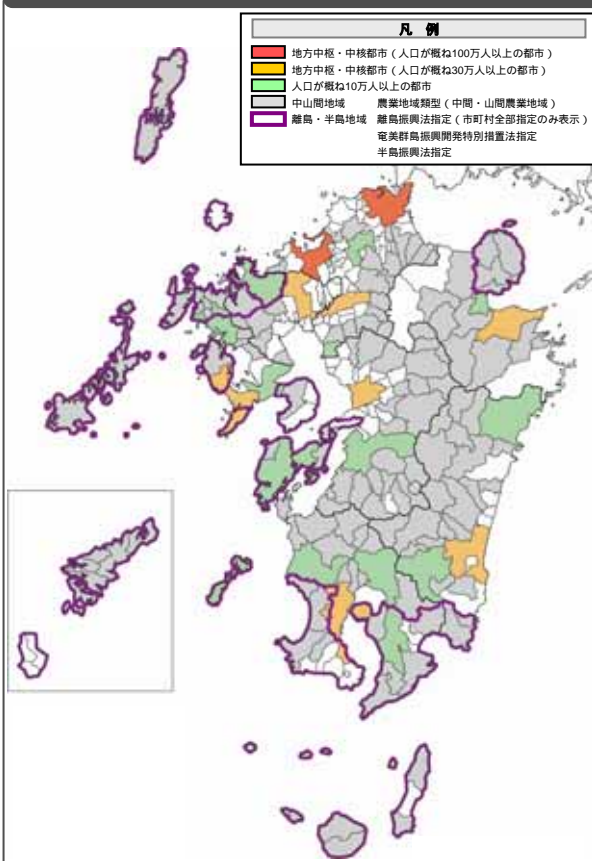 凡 例
地方中枢・中核都市(人口が概ね100万人以上の都市)
地方中枢・中核都市(人口が概ね30万人以上の都市)
人口が概ね10万人以上の都市
中山間地域 農業地域類型(中間・山間農業地域)
離島・半島地域 離島振興法指定(市町村全部指定のみ表示)
奄美群島振興開発特別措置法指定
半島振興法指定